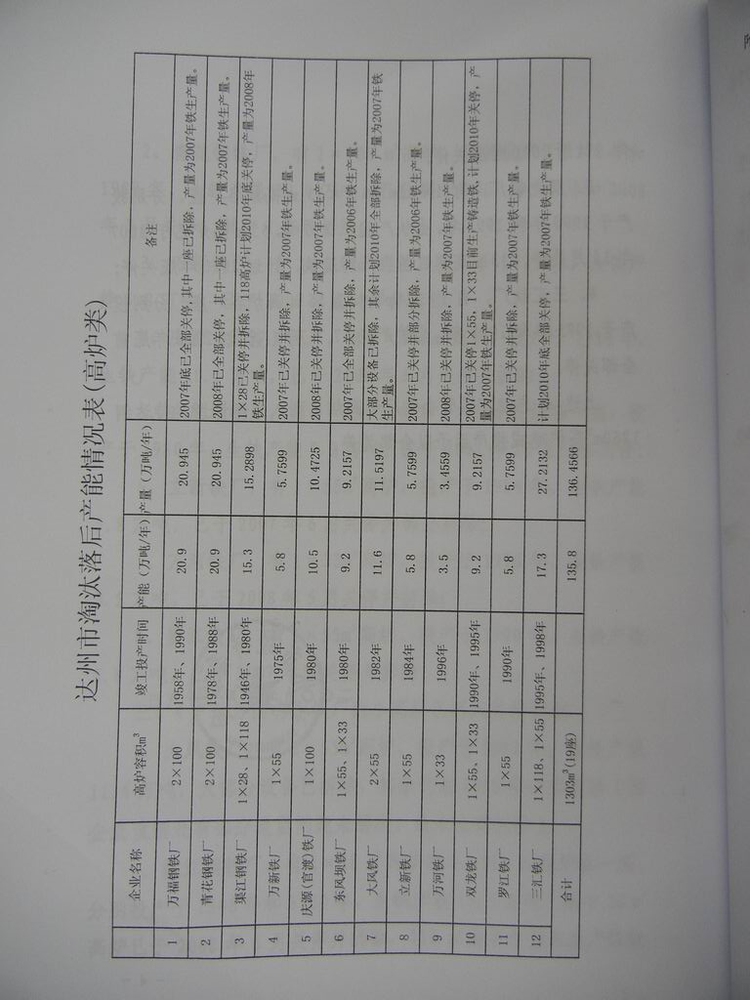 达州市淘汰落后产能情况表(高炉类)
企业名称 高炉容积m³ 竣工投产时间 产能（万吨/年） 产量（万吨/年） 备注
1 万福钢铁厂 2×100 1958年、1990年 20.9 20.945 2007年底已全部关停,其中一座已拆除，产量为2007年铁生产量。
2 青花钢铁厂 2×100 1978年、1988年 20.9 20.945 2008年已全部关停，其中一座已拆除，产量为2007年铁生产量。
3 渠江钢铁厂 1×28、1×118 1946年、1980年 15.3 15.2898 1×28已关停并拆除，118高炉计划2010年底关停，产量为2008年
铁生产量。
4 万新铁厂 1×55 1975年 5.8 5.7599 2007年已关停并拆除，产量为2007年铁生产量。
5 庆源(官渡)铁厂 1×100 1980年 10.5 10.4725 2008年已关停并拆除，产量为2007年铁生产量。
6 东风坝铁厂 1×55、1×33 1980年 9.2 9.2157 2007年已全部关停并拆除，产量为2006年铁生产量。
7 大风铁厂 2×55 1982年 11.6 11.5197 大部分设备已拆除，其余计划2010年全部拆除，产量为2007年铁
生产量。
8 立新铁厂 1×55 1984年 5.8 5.7599 2007年已关停并部分拆除，产量为2006年铁生产量。
9 万河铁厂 1×33 1996年 3.5 3.4559 2008年已关停并拆除，产量为2007年铁生产量。
10 双龙铁厂 1×55、1×33 1990年、1995年 9.2 9.2157 2007年已关停1×55，1×33目前生产铸造铁,计划2010年关停，产
量为2007年铁生产量。
11 罗江铁厂 1×55 1990年 5.8 5.7599 2007年已关停并拆除，产量为2007年铁生产量。
12 三汇铁厂 1×118、1×55 1995年、1998年 17.3 27.2132 计划2010年底全部关停，产量为2007年铁生产量。
合计 1303m³(19座) 135.8 136.4566